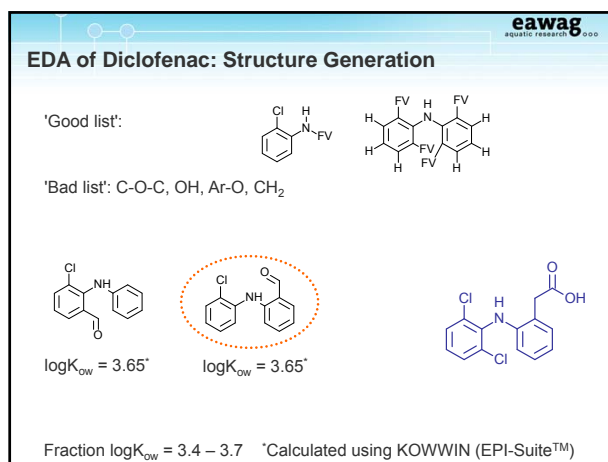 eawag
aquatic research
EDA of Diclofenac: Structure Generation
'Good list':
Cl
H
N
FV
FV H FV
H N H
H FV H
FV
H H
'Bad list': C-O-C, OH, Ar-O, CH₂
Cl
H
N
O
Cl O
NH
O
Cl H OH
N
Cl
logKow = 3.65* logKow = 3.65*
Fraction logKow = 3.4 – 3.7 *Calculated using KOWWIN (EPI-Suite™)